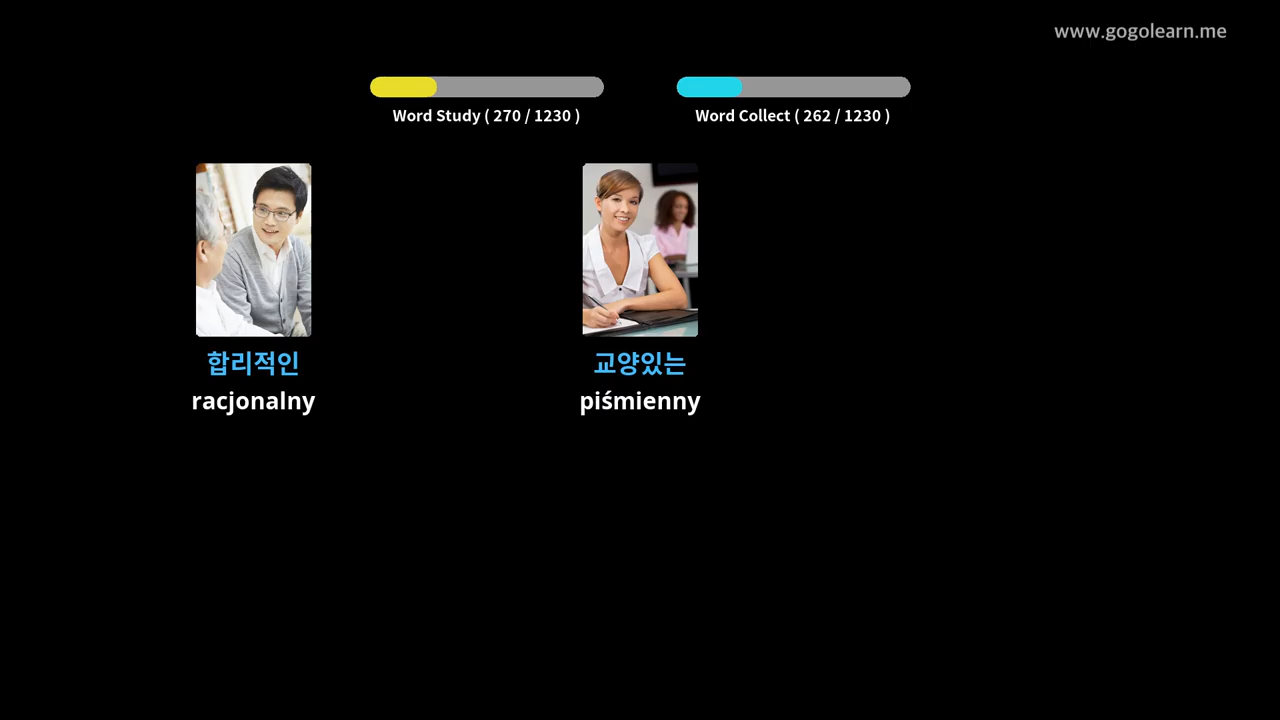 www.gogolearn.me
Word Study ( 270 / 1230 )
Word Collect ( 262 / 1230 )
합리적인
racjonalny
교양있는
piśmienny